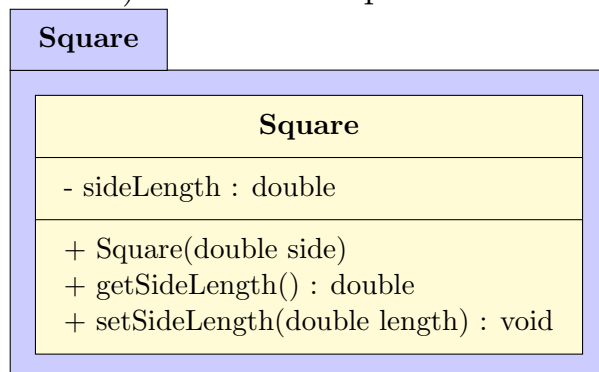 Square
Square
- sideLength : double
+ Square(double side)
+ getSideLength() : double
+ setSideLength(double length) : void